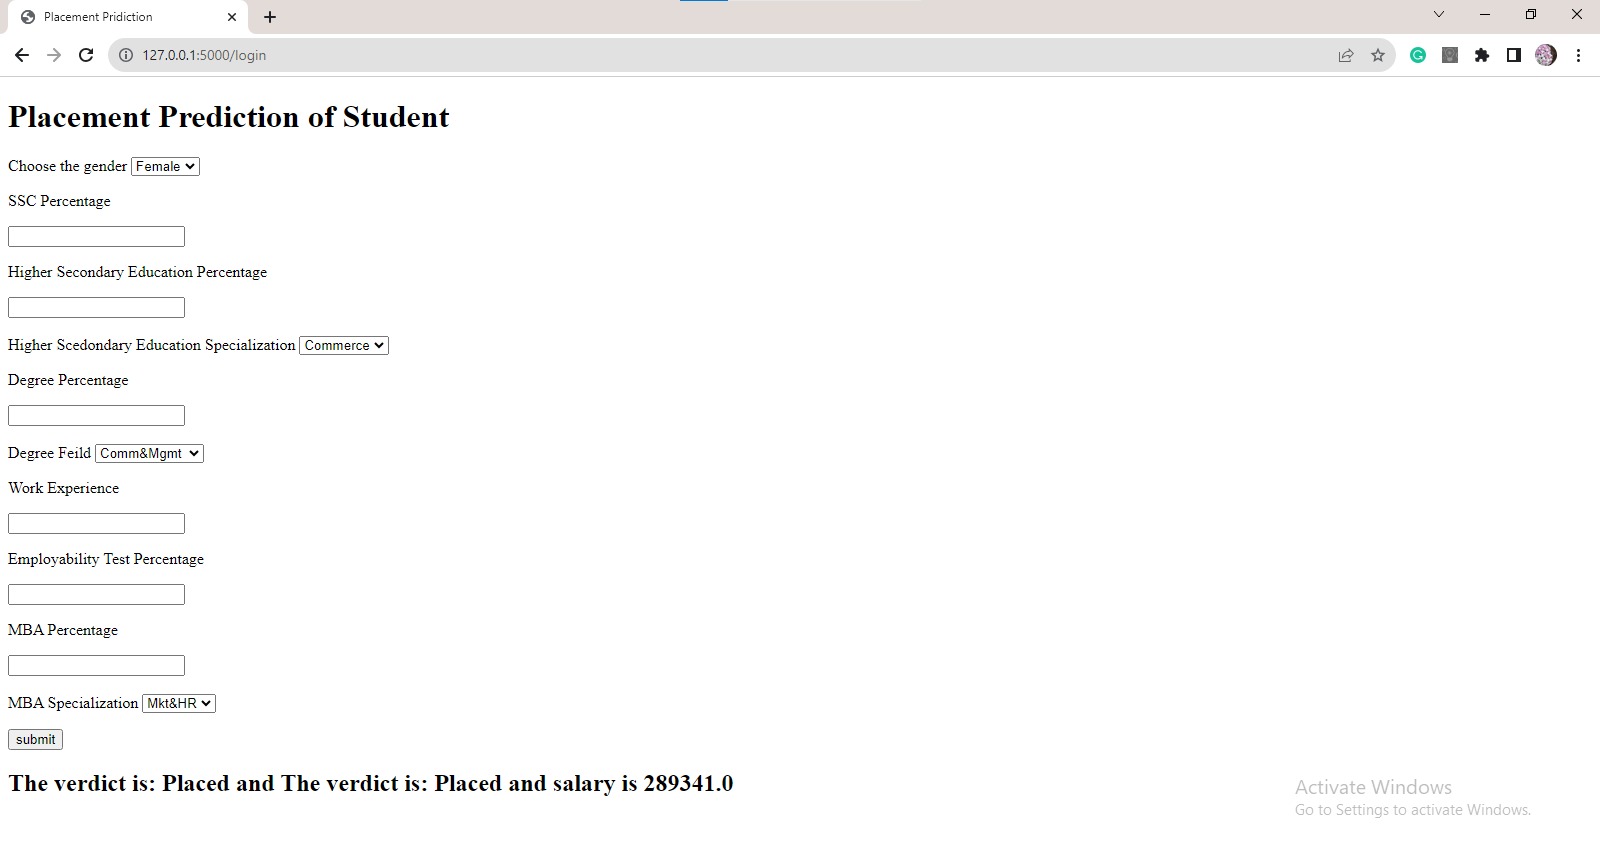 Placement Pridiction
127.0.0.1:5000/login
Placement Prediction of Student
Choose the gender Female
SSC Percentage
Higher Secondary Education Percentage
Higher Scedondary Education Specialization Commerce
Degree Percentage
Degree Feild Comm&Mgmt
Work Experience
Employability Test Percentage
MBA Percentage
MBA Specialization Mkt&HR
submit
The verdict is: Placed and The verdict is: Placed and salary is 289341.0
Activate Windows
Go to Settings to activate Windows.